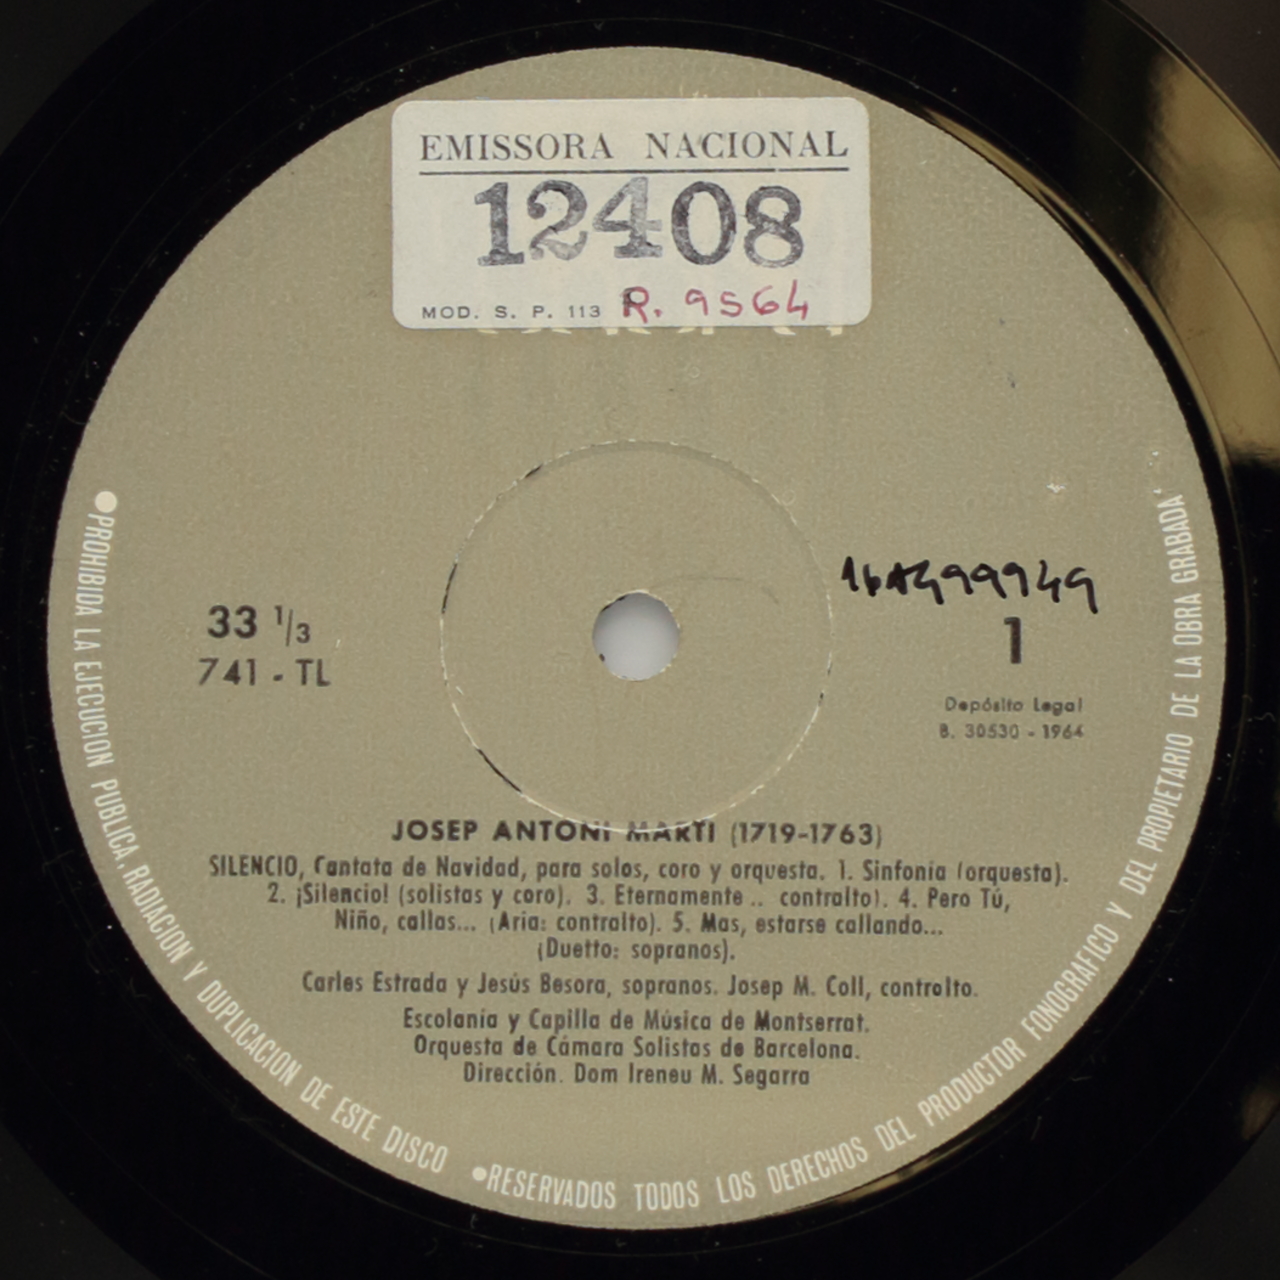 EMISSORA NACIONAL
12408
MOD. S. P. 113 R. 9564
33 1/3
741 - TL
1
Depósito Legal
B. 30530 - 1964
JOSEP ANTONI MARTI (1719-1763)
SILENCIO, Cantata de Navidad, para solos, coro y orquesta. 1. Sinfonia (orquesta).
2. ¡Silencio! (solistas y coro). 3. Eternamente .. contralto). 4. Pero Tú,
Niño, callas... (Aria: contralto). 5. Mas, estarse callando...
(Duetto: sopranos).
Carles Estrada y Jesús Besora, sopranos. Josep M. Coll, contralto.
Escolanía y Capilla de Música de Montserrat.
Orquesta de Cámara Solistas de Barcelona.
Dirección. Dom Ireneu M. Segarra
●PROHIBIDA LA EJECUCION PUBLICA, RADIACION Y DUPLICACION DE ESTE DISCO ●RESERVADOS TODOS LOS DERECHOS DEL PRODUCTOR FONOGRAFICO Y DEL PROPIETARIO DE LA OBRA GRABADA